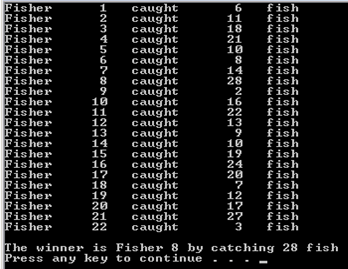 Fisher 1 caught 6 fish
Fisher 2 caught 11 fish
Fisher 3 caught 18 fish
Fisher 4 caught 21 fish
Fisher 5 caught 10 fish
Fisher 6 caught 8 fish
Fisher 7 caught 14 fish
Fisher 8 caught 28 fish
Fisher 9 caught 2 fish
Fisher 10 caught 16 fish
Fisher 11 caught 22 fish
Fisher 12 caught 13 fish
Fisher 13 caught 9 fish
Fisher 14 caught 10 fish
Fisher 15 caught 19 fish
Fisher 16 caught 24 fish
Fisher 17 caught 20 fish
Fisher 18 caught 7 fish
Fisher 19 caught 12 fish
Fisher 20 caught 17 fish
Fisher 21 caught 27 fish
Fisher 22 caught 3 fish
The winner is Fisher 8 by catching 28 fish
Press any key to continue . . . _